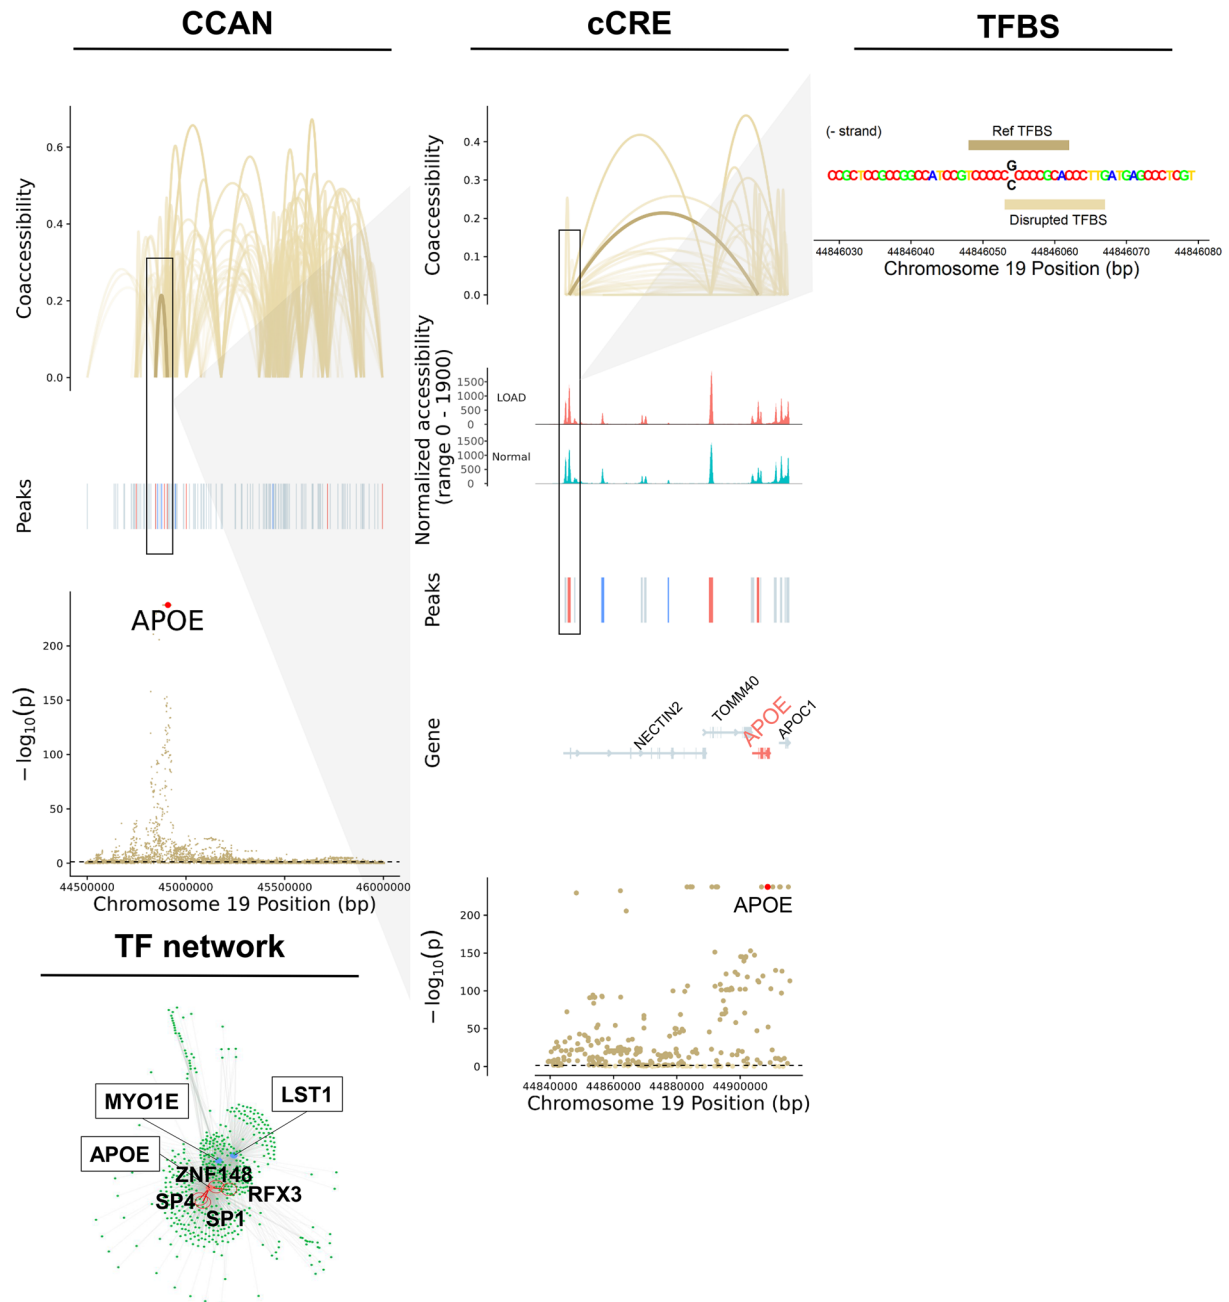 CCAN
cCRE
TFBS
Coaccessibility
0.6
0.4
0.2
0.0
Peaks
APOE
−log10(p)
200
150
100
50
0
44500000
45000000
45500000
46000000
Chromosome 19 Position (bp)
TF network
MYO1E
LST1
APOE
ZNF148
SP4
RFX3
SP1
Coaccessibility
0.4
0.3
0.2
0.1
0.0
Normalized accessibility
(range 0 - 1900)
1500
1000
500
0
LOAD
1500
1000
500
0
Normal
Peaks
Gene
NECTIN2
TOMM40
APOE
APOC1
−log10(p)
200
150
100
50
0
APOE
44840000
44860000
44880000
44900000
Chromosome 19 Position (bp)
(- strand)
Ref TFBS
G
CCGCTCCGCCGGCCATCCGTCCCCC CCCCGCACCCTTGATGAGCCCTCGT
C
Disrupted TFBS
44846030
44846040
44846050
44846060
44846070
44846080
Chromosome 19 Position (bp)